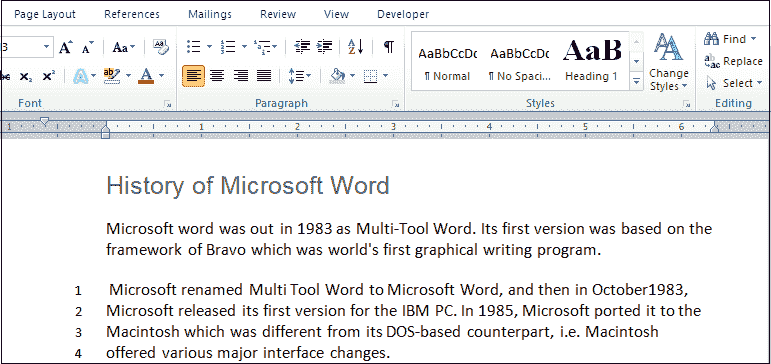 Page Layout References Mailings Review View Developer
3 Aa
AaBbCcDc AaBbCcDc AaB
¶ Normal ¶ No Spaci... Heading 1
Change Styles
Find
Replace
Select
abc x₂ x² A ab A
Font Paragraph Styles Editing
1 1 2 3 4 5 6
History of Microsoft Word
Microsoft word was out in 1983 as Multi-Tool Word. Its first version was based on the
framework of Bravo which was world's first graphical writing program.
1 Microsoft renamed Multi Tool Word to Microsoft Word, and then in October1983,
2 Microsoft released its first version for the IBM PC. In 1985, Microsoft ported it to the
3 Macintosh which was different from its DOS-based counterpart, i.e. Macintosh
4 offered various major interface changes.